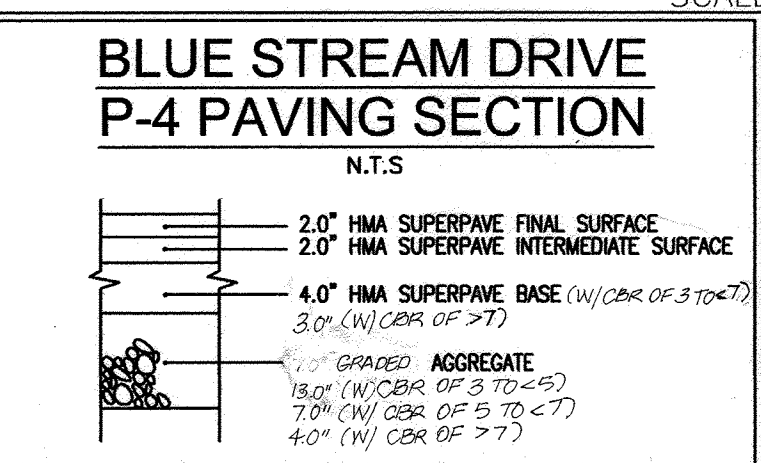 BLUE STREAM DRIVE
P-4 PAVING SECTION
N.T.S
2.0" HMA SUPERPAVE FINAL SURFACE
2.0" HMA SUPERPAVE INTERMEDIATE SURFACE
4.0" HMA SUPERPAVE BASE (W/CBR OF 3 TO<7)
3.0" (W/CBR OF >7)
GRADED AGGREGATE
13.0" (W/CBR OF 3 TO <5)
7.0" (W/ CBR OF 5 TO <7)
4.0" (W/ CBR OF >7)